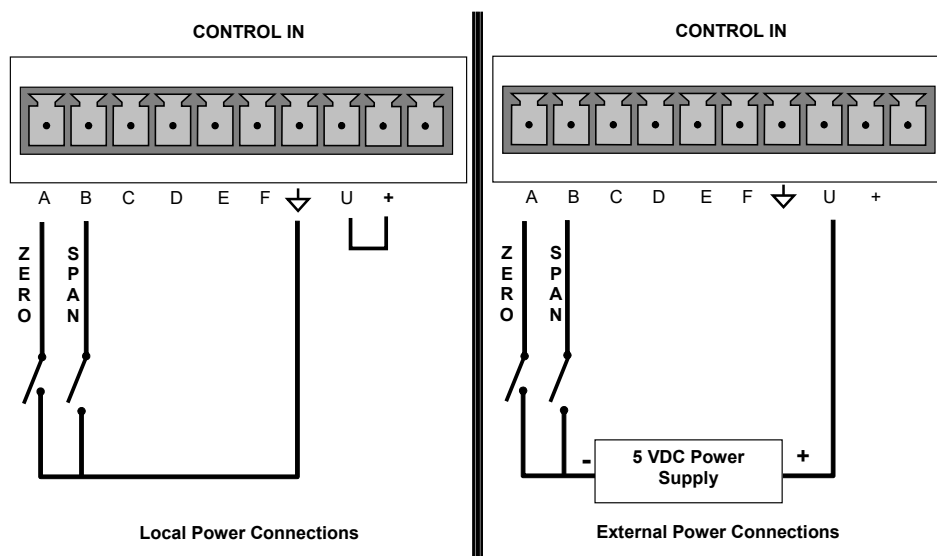 CONTROL IN
A B C D E F U +
ZERO
SPAN
Local Power Connections
CONTROL IN
A B C D E F U +
ZERO
SPAN
- 5 VDC Power +
Supply
External Power Connections